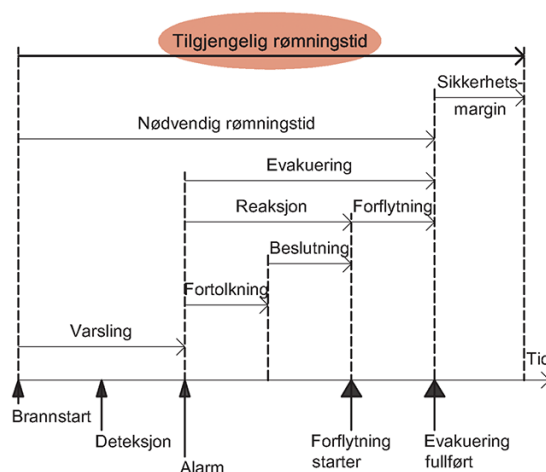 Tilgjengelig rømningstid
Sikkerhets-
margin
Nødvendig rømningstid
Evakuering
Reaksjon
Forflytning
Beslutning
Fortolkning
Varsling
Tid
Brannstart
Deteksjon
Alarm
Forflytning
starter
Evakuering
fullført